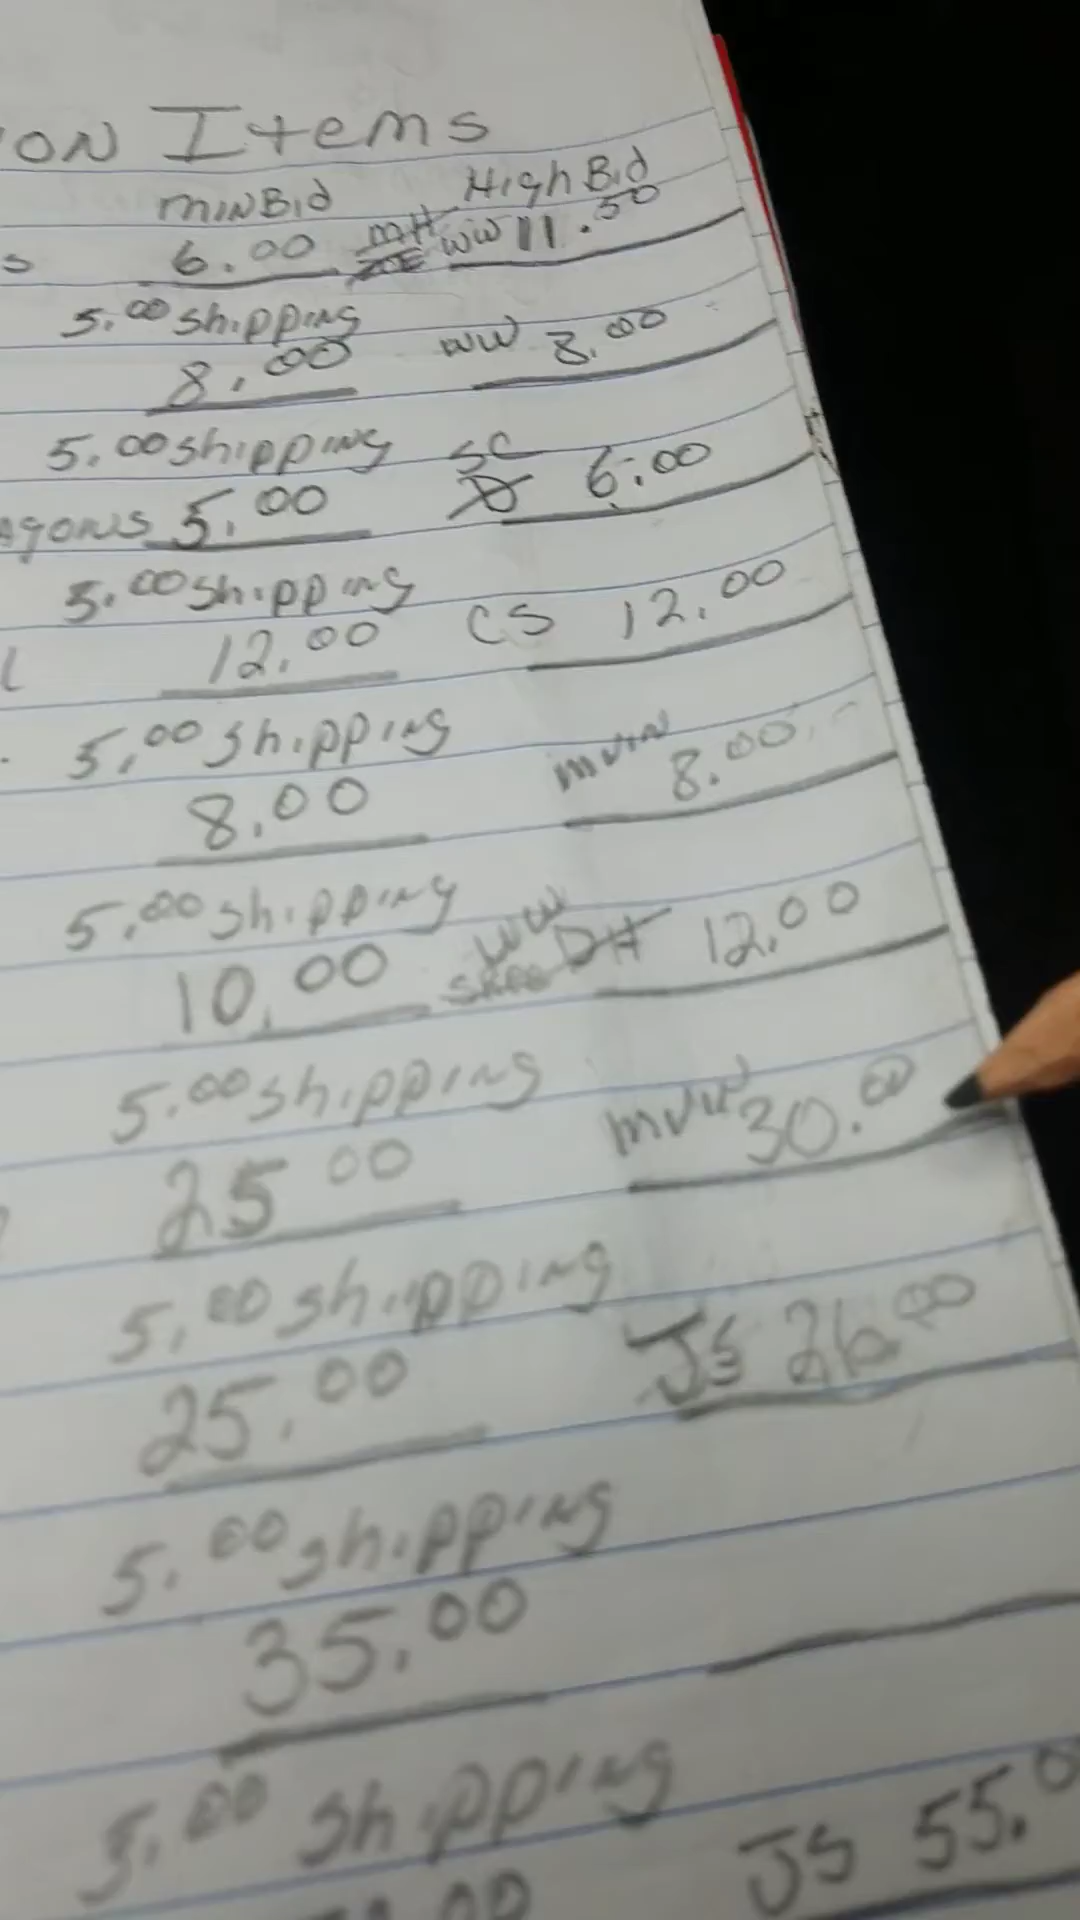 ON Items
MINBid HighBid
s 6.00 MH WW 11.50
5.00 shipping
8.00 WW 8.00
5.00 shipping SC
agons 5.00 6.00
5.00 shipping
l 12.00 CS 12.00
5.00 shipping
8.00 8.00
5.00 shipping WW
10.00 DH 12.00
5.00 shipping
25 00 30.00
5.00 shipping
25.00 JS 26.00
5.00 shipping
35.00
5.00 shipping
JS 55.0